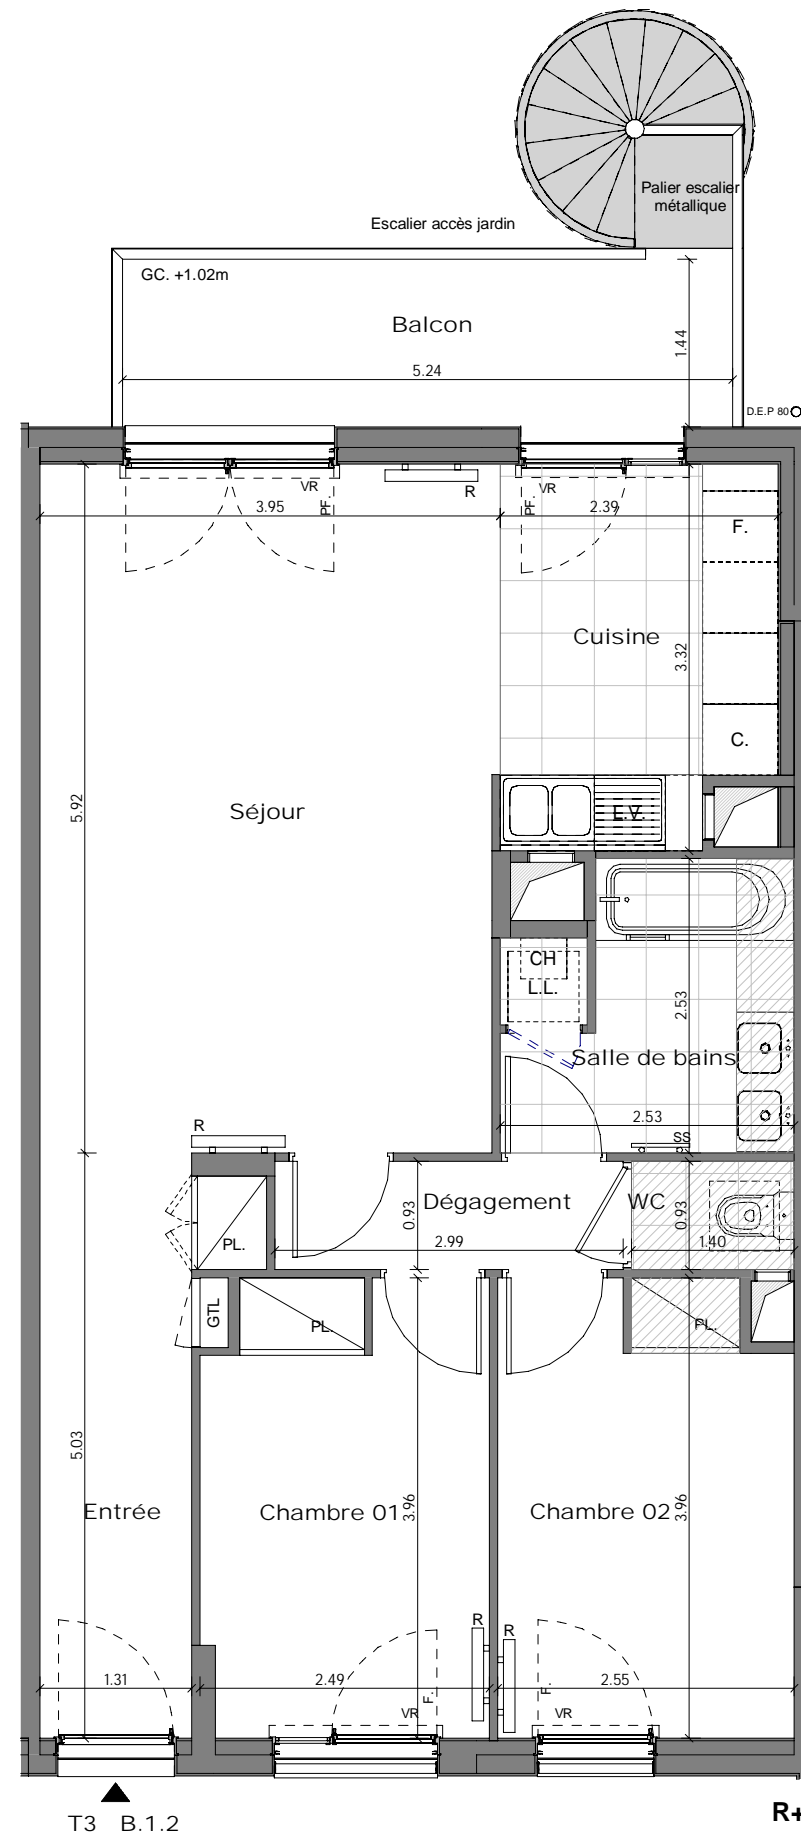 Palier escalier
métallique
Escalier accès jardin
GC. +1.02m
Balcon
1.44
5.24
D.E.P 80
VR
PF.
R
VR
PF.
3.95
2.39
F.
Cuisine
3.32
C.
5.92
Séjour
L.V.
CH
L.L.
2.53
Salle de bains
2.53
SS
R
Dégagement
WC
0.93
0.93
PL.
2.99
1.40
GTL
PL.
PL.
5.03
Entrée
Chambre 01
3.96
Chambre 02
3.96
R
R
1.31
2.49
2.55
F.
F.
VR
VR
T3 B.1.2
R+